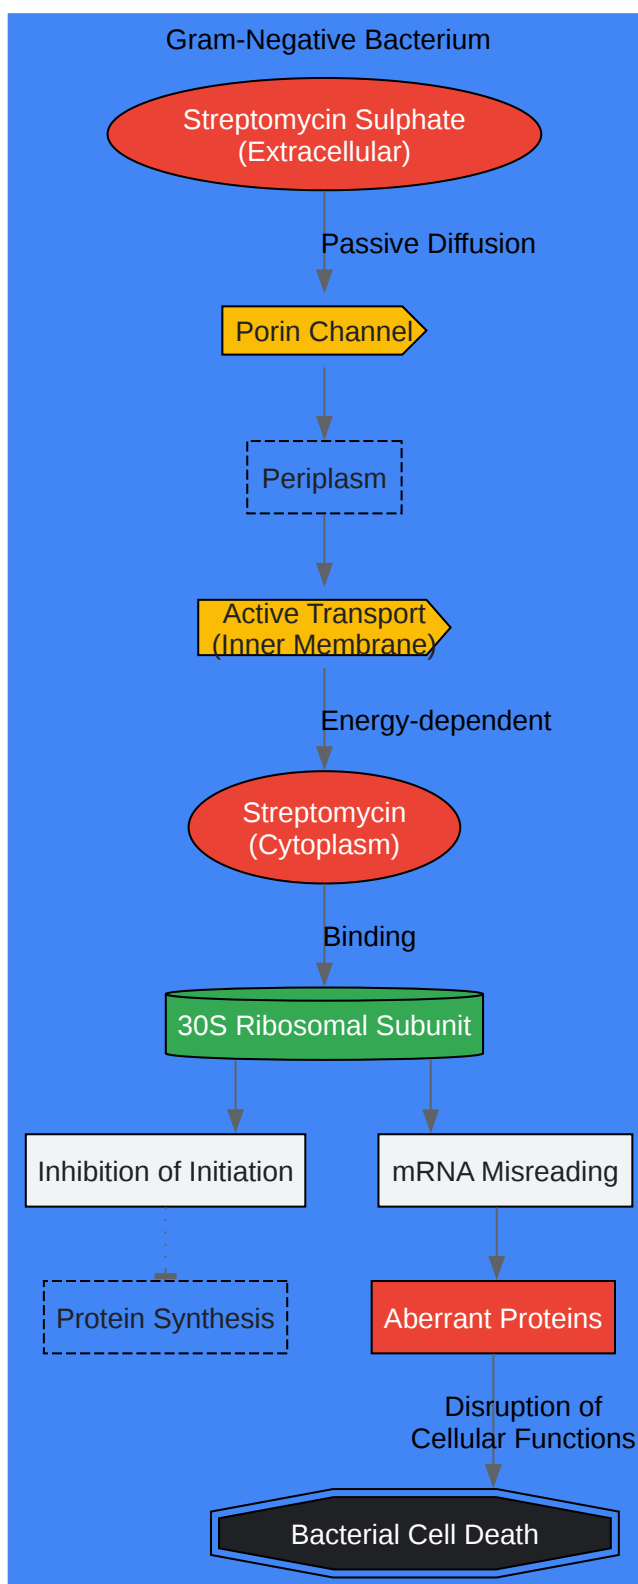 Gram-Negative Bacterium
Streptomycin Sulphate
(Extracellular)
Passive Diffusion
Porin Channel
Periplasm
Active Transport
(Inner Membrane)
Energy-dependent
Streptomycin
(Cytoplasm)
Binding
30S Ribosomal Subunit
Inhibition of Initiation
mRNA Misreading
Protein Synthesis
Aberrant Proteins
Disruption of
Cellular Functions
Bacterial Cell Death